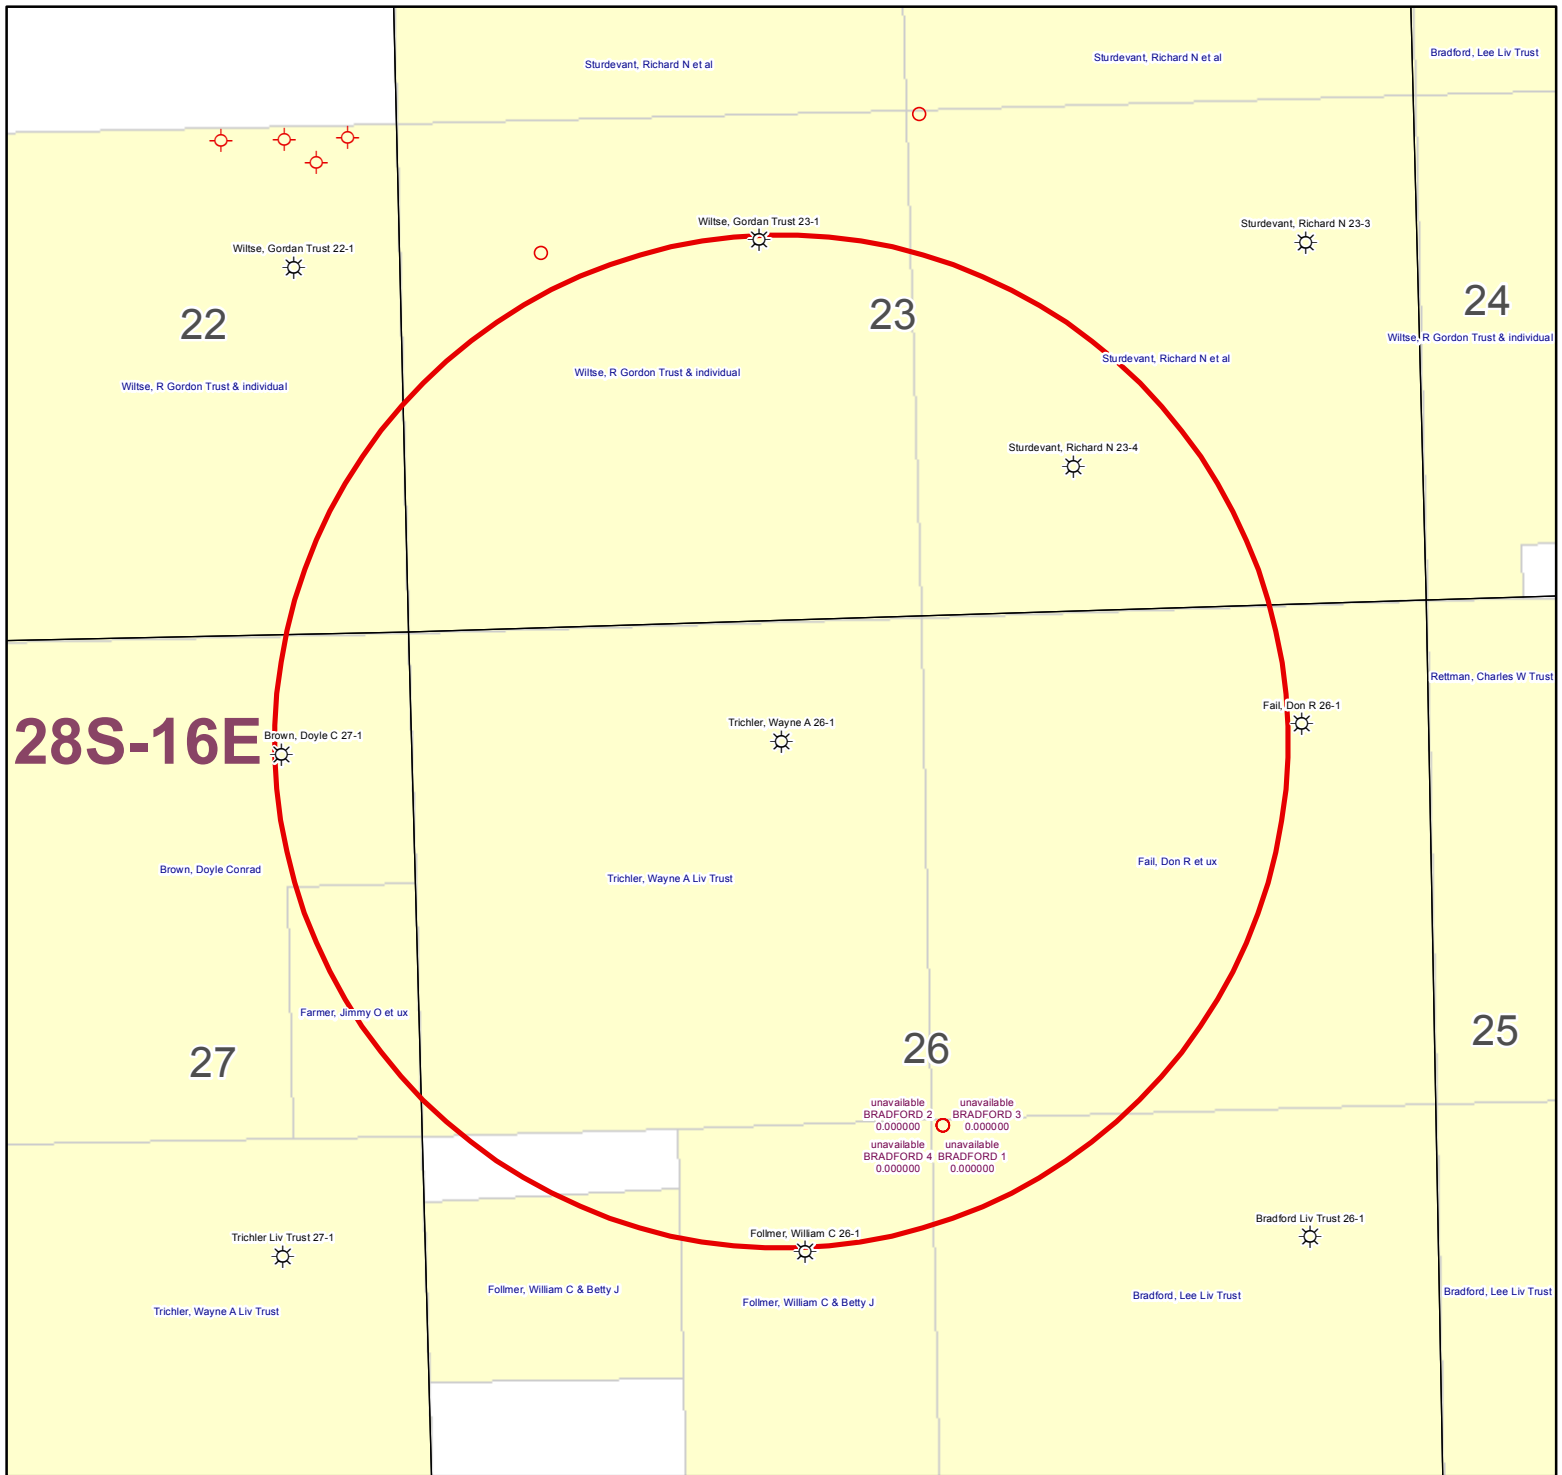 Bradford, Lee Liv Trust
Sturdevant, Richard N et al
Sturdevant, Richard N et al
Wiltse, Gordan Trust 23-1
Sturdevant, Richard N 23-3
Wiltse, Gordan Trust 22-1
24
23
22
Wiltse, R Gordon Trust & individual
Sturdevant, Richard N et al
Wiltse, R Gordon Trust & individual
Wiltse, R Gordon Trust & individual
Sturdevant, Richard N 23-4
Rettman, Charles W Trust
Fail, Don R 26-1
Trichler, Wayne A 26-1
Brown, Doyle C 27-1
28S-16E
Fail, Don R et ux
Brown, Doyle Conrad
Trichler, Wayne A Liv Trust
Farmer, Jimmy O et ux
25
26
27
unavailable
BRADFORD 2
0.000000
unavailable
BRADFORD 3
0.000000
unavailable
BRADFORD 4
0.000000
unavailable
BRADFORD 1
0.000000
Bradford Liv Trust 26-1
Follmer, William C 26-1
Trichler Liv Trust 27-1
Follmer, William C & Betty J
Bradford, Lee Liv Trust
Bradford, Lee Liv Trust
Follmer, William C & Betty J
Trichler, Wayne A Liv Trust